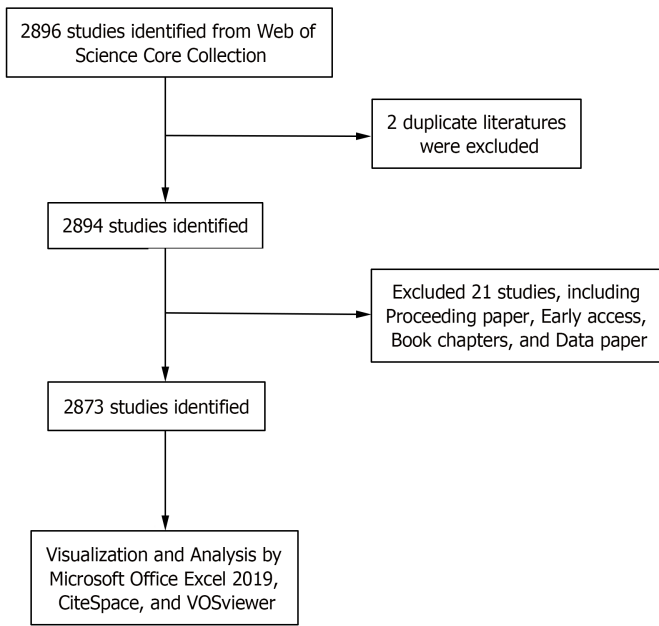 2896 studies identified from Web of
Science Core Collection
2 duplicate literatures
were excluded
2894 studies identified
Excluded 21 studies, including
Proceeding paper, Early access,
Book chapters, and Data paper
2873 studies identified
Visualization and Analysis by
Microsoft Office Excel 2019,
CiteSpace, and VOSviewer